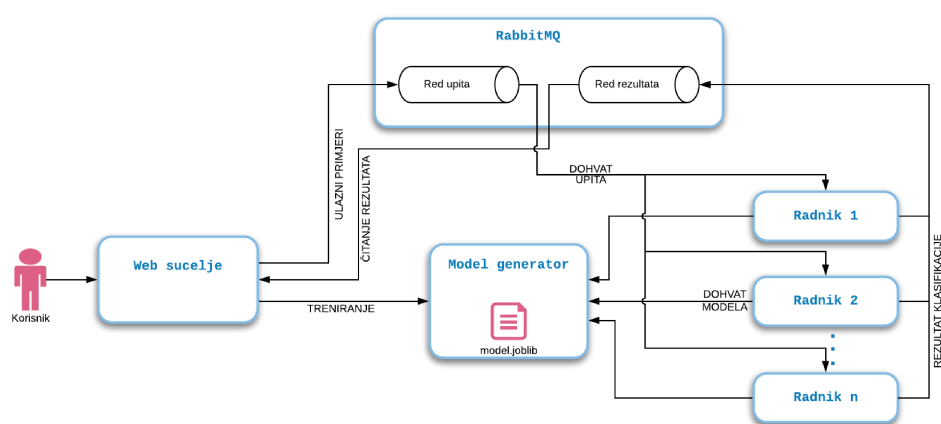 RabbitMQ
Red upita
Red rezultata
ULAZNI PRIMJERI
ČITANJE REZULTATA
DOHVAT
UPITA
Radnik 1
REZULTAT KLASIFIKACIJE
Web sucelje
Model generator
Korisnik
TRENIRANJE
DOHVAT
MODELA
Radnik 2
model.joblib
Radnik n